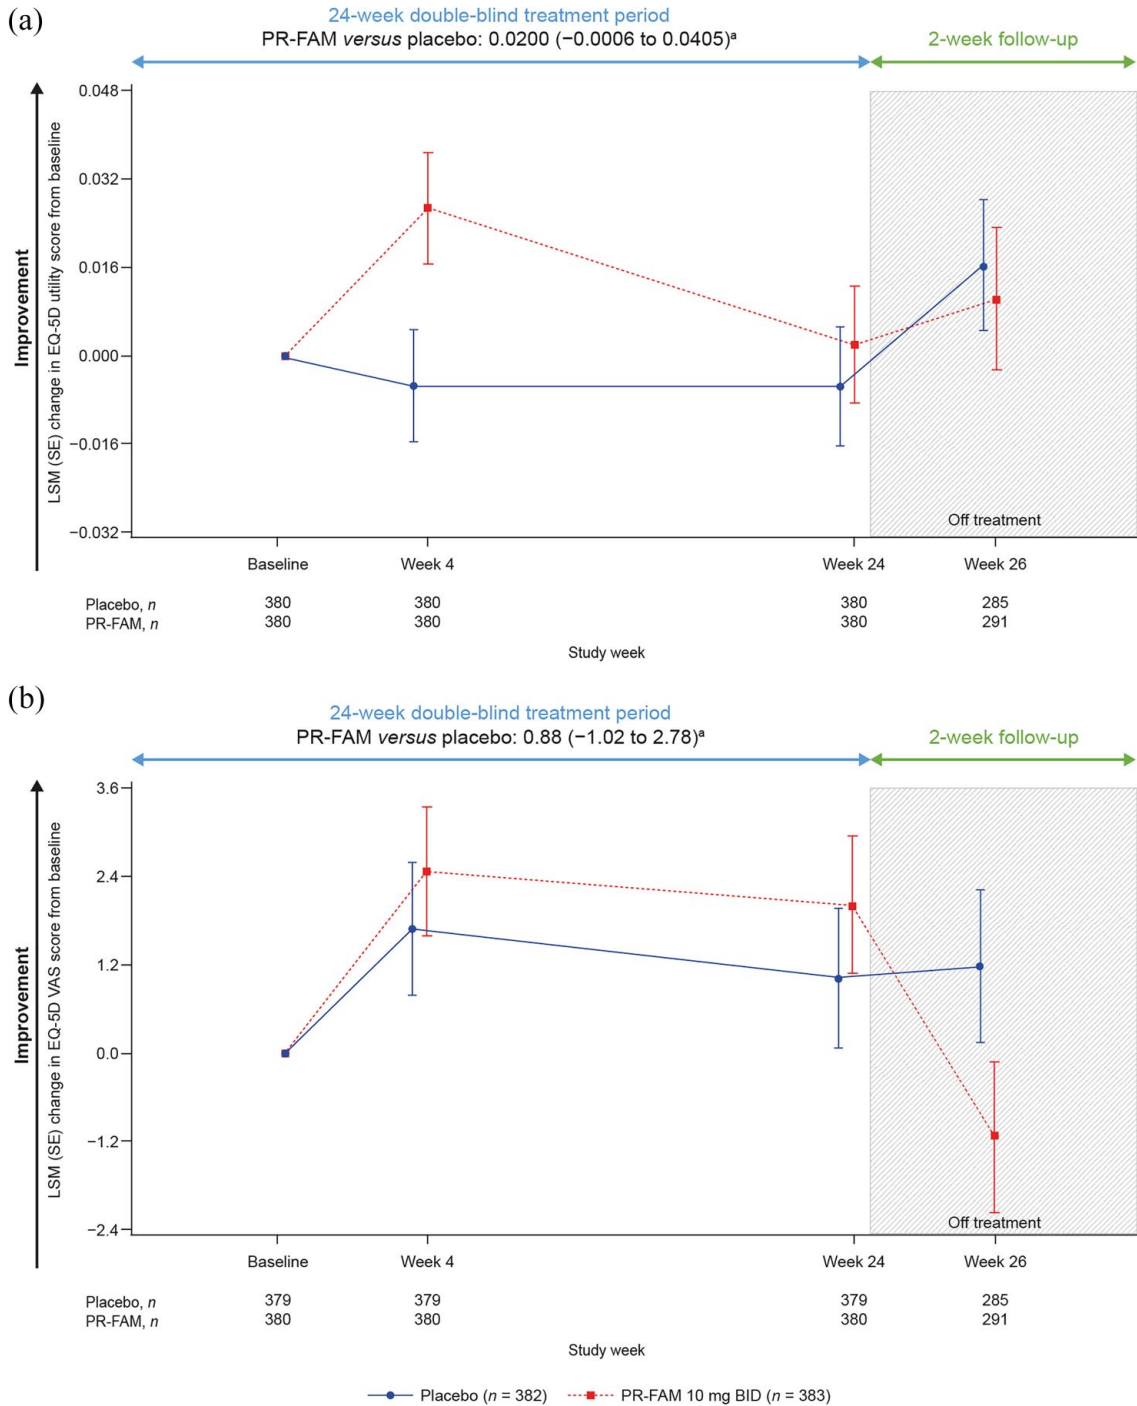 (a)
24-week double-blind treatment period
PR-FAM versus placebo: 0.0200 (−0.0006 to 0.0405)ᵃ
2-week follow-up
Improvement
LSM (SE) change in EQ-5D utility score from baseline
0.048
0.032
0.016
0.000
−0.016
−0.032
Off treatment
Baseline Week 4 Week 24 Week 26
Placebo, n 380 380 380 285
PR-FAM, n 380 380 380 291
Study week
(b)
24-week double-blind treatment period
PR-FAM versus placebo: 0.88 (−1.02 to 2.78)ᵃ
2-week follow-up
Improvement
LSM (SE) change in EQ-5D VAS score from baseline
3.6
2.4
1.2
0.0
−1.2
−2.4
Off treatment
Baseline Week 4 Week 24 Week 26
Placebo, n 379 379 379 285
PR-FAM, n 380 380 380 291
Study week
Placebo (n = 382) PR-FAM 10 mg BID (n = 383)